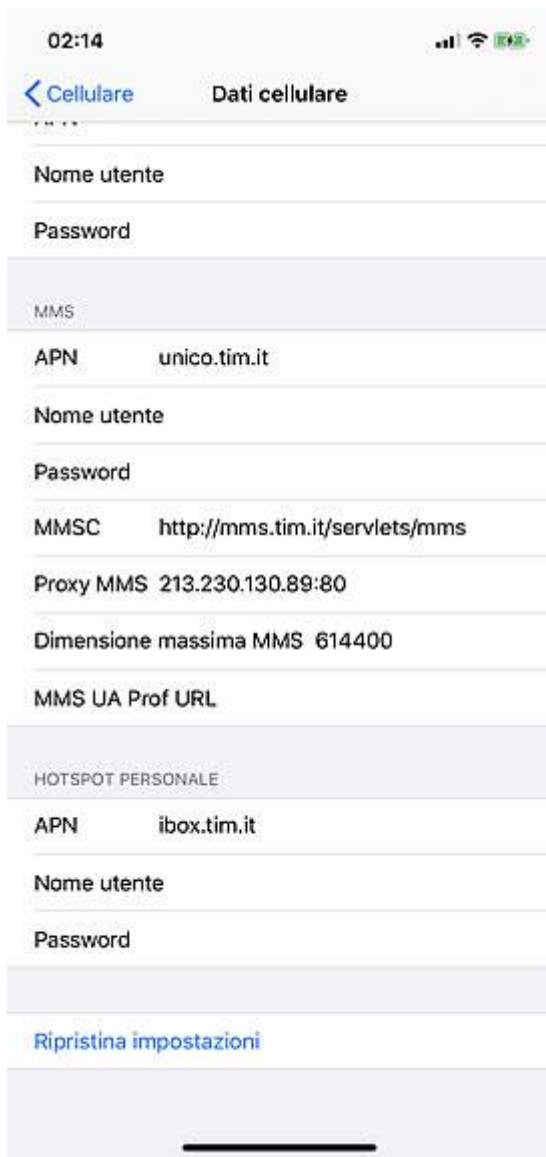 02:14
Cellulare
Dati cellulare
Nome utente
Password
MMS
APN unico.tim.it
Nome utente
Password
MMSC http://mms.tim.it/servlets/mms
Proxy MMS 213.230.130.89:80
Dimensione massima MMS 614400
MMS UA Prof URL
HOTSPOT PERSONALE
APN ibox.tim.it
Nome utente
Password
Ripristina impostazioni